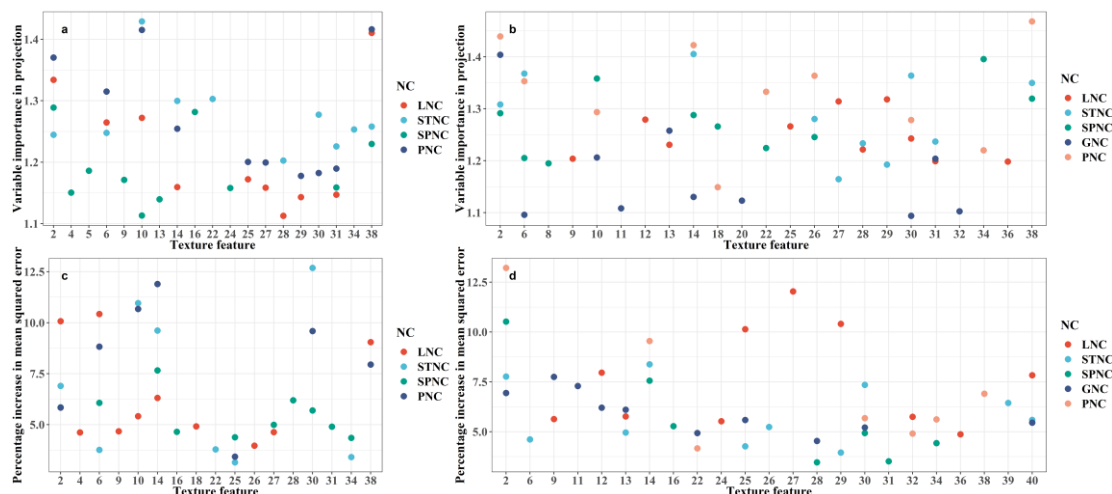 a
Variable importance in projection
1.4
1.3
1.2
1.1
2 4 5 6 9 10 13 14 16 22 24 25 27 28 29 30 31 34 38
Texture feature
NC
LNC
STNC
SPNC
PNC
b
Variable importance in projection
1.4
1.3
1.2
1.1
2 6 8 9 10 11 12 13 14 18 20 22 25 26 27 28 29 30 31 32 34 36 38
Texture feature
NC
LNC
STNC
SPNC
GNC
PNC
c
Percentage increase in mean squared error
12.5
10.0
7.5
5.0
2 4 6 9 10 14 16 18 22 25 26 27 28 30 31 34 38
Texture feature
NC
LNC
STNC
SPNC
PNC
d
Percentage increase in mean squared error
12.5
10.0
7.5
5.0
2 6 9 11 12 13 14 16 22 24 25 26 27 28 29 30 31 32 34 36 38 39 40
Texture feature
NC
LNC
STNC
SPNC
GNC
PNC